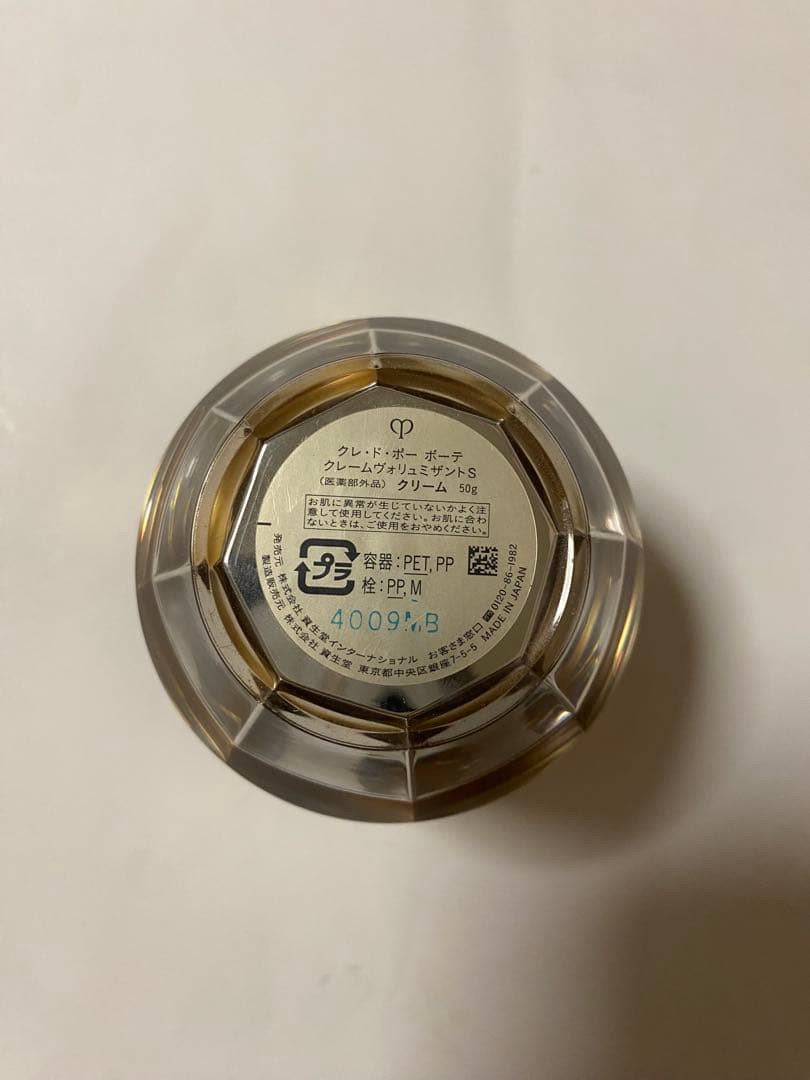 クレ・ド・ポー ボーテ
クレームヴォリュミザントS
(医薬部外品) クリーム 50g
お肌に異常が生じていないかよく注
意して使用してください。お肌に合わ
ないときは、ご使用をおやめください。
プラ
容器:PET,PP
栓:PP,M
4009MB
発売元 株式会社 資生堂インターナショナル お客さま窓口 0120-86-1982
製造販売元 株式会社 資生堂 東京都中央区銀座7-5-5 MADE IN JAPAN